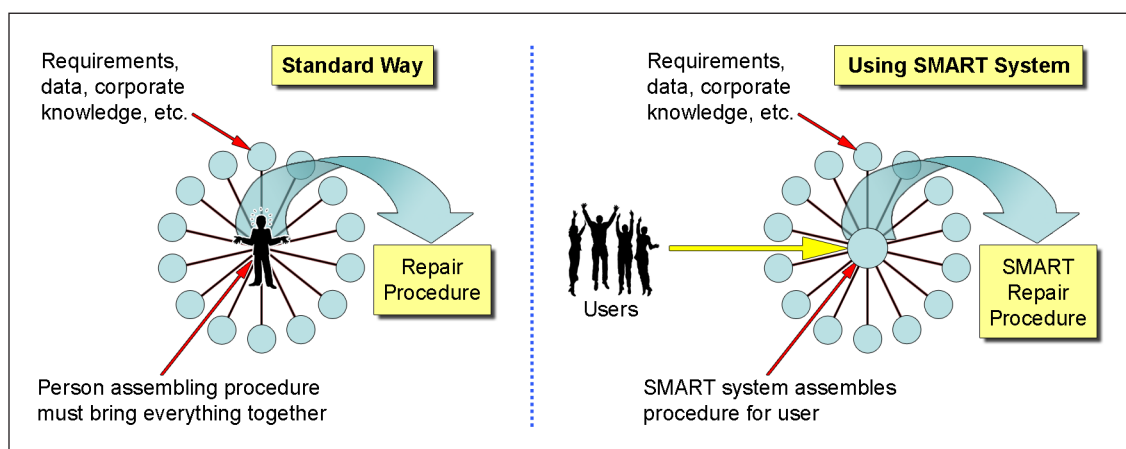 Standard Way
Requirements,
data, corporate
knowledge, etc.
Repair
Procedure
Person assembling procedure
must bring everything together
Using SMART System
Requirements,
data, corporate
knowledge, etc.
Users
SMART
Repair
Procedure
SMART system assembles
procedure for user